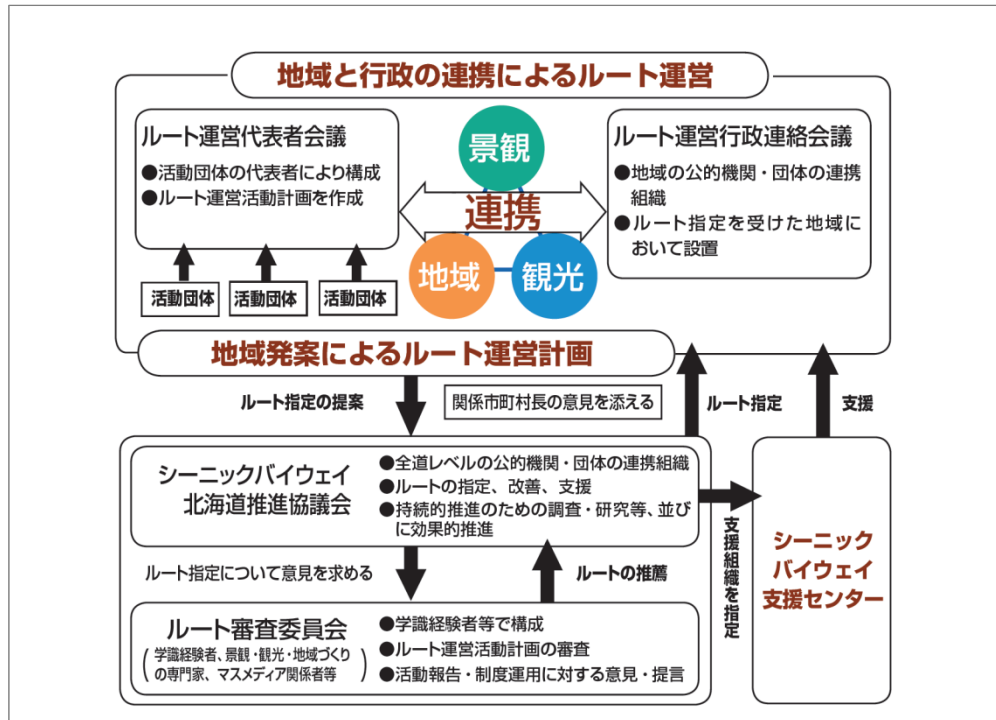 地域と行政の連携によるルート運営
ルート運営代表者会議
●活動団体の代表者により構成
●ルート運営活動計画を作成
活動団体
活動団体
活動団体
景観
連携
地域
観光
ルート運営行政連絡会議
●地域の公的機関・団体の連携
組織
●ルート指定を受けた地域に
おいて設置
地域発案によるルート運営計画
ルート指定の提案
関係市町村長の意見を添える
ルート指定
支援
シーニックバイウェイ
北海道推進協議会
●全道レベルの公的機関・団体の連携組織
●ルートの指定、改善、支援
●持続的推進のための調査・研究等、並び
に効果的推進
支援組織を指定
シーニック
バイウェイ
支援センター
ルート指定について意見を求める
ルートの推薦
ルート審査委員会
(学識経験者、景観・観光・地域づくり
の専門家、マスメディア関係者等)
●学識経験者等で構成
●ルート運営活動計画の審査
●活動報告・制度運用に対する意見・提言